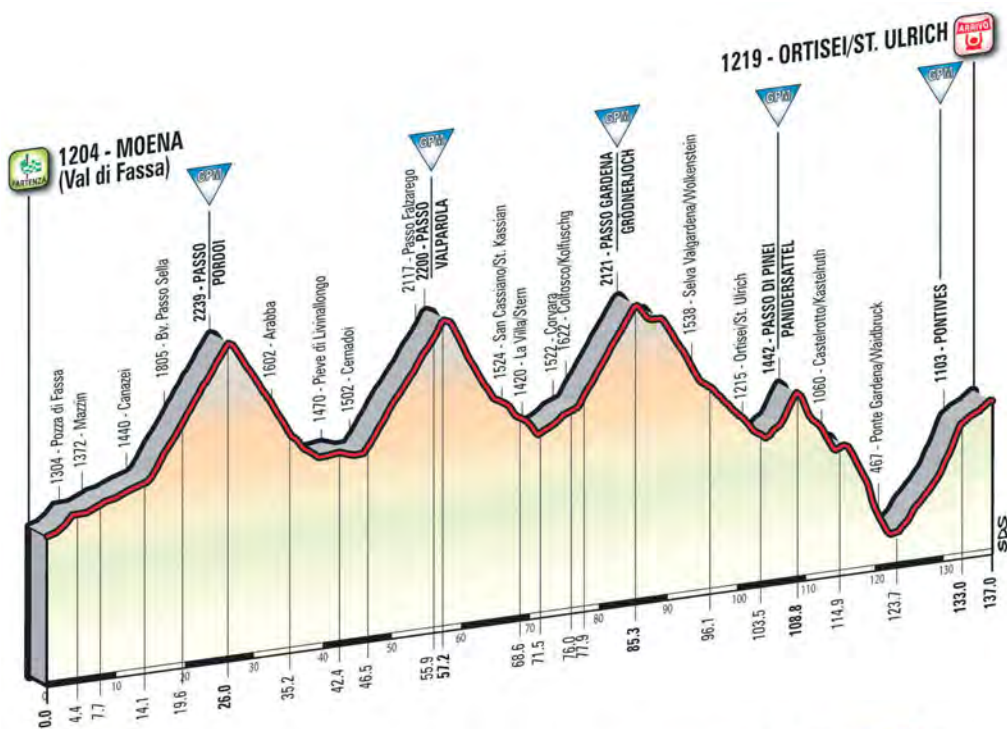 1204 - MOENA
(Val di Fassa)
PARTENZA
1304 - Pozza di Fassa
1372 - Mazzin
1440 - Canazei
1805 - Bv. Passo Sella
GPM
2239 - PASSO
PORDOI
1602 - Arabba
1470 - Pieve di Livinallongo
1502 - Cernadoi
2117 - Passo Falzarego
GPM
2200 - PASSO
VALPAROLA
1524 - San Cassiano/St. Kassian
1420 - La Villa/Stern
1522 - Corvara
1622 - Colfosco/Kolfuschg
GPM
2121 - PASSO GARDENA
GRÖDNERJOCH
1538 - Selva Valgardena/Wolkenstein
1215 - Ortisei/St. Ulrich
GPM
1442 - PASSO DI PINEI
PANIDERSATTEL
1060 - Castelrotto/Kastelruth
467 - Ponte Gardena/Waidbruck
GPM
1103 - PONTIVES
1219 - ORTISEI/ST. ULRICH
ARRIVO
0 10 20 30 40 50 60 70 80 90 100 110 120 130
0.0
4.4
7.7
14.1
19.6
26.0
35.2
42.4
46.5
55.9
57.2
68.6
71.5
76.0
77.9
85.3
96.1
103.5
108.8
114.9
123.7
133.0
137.0
SDS